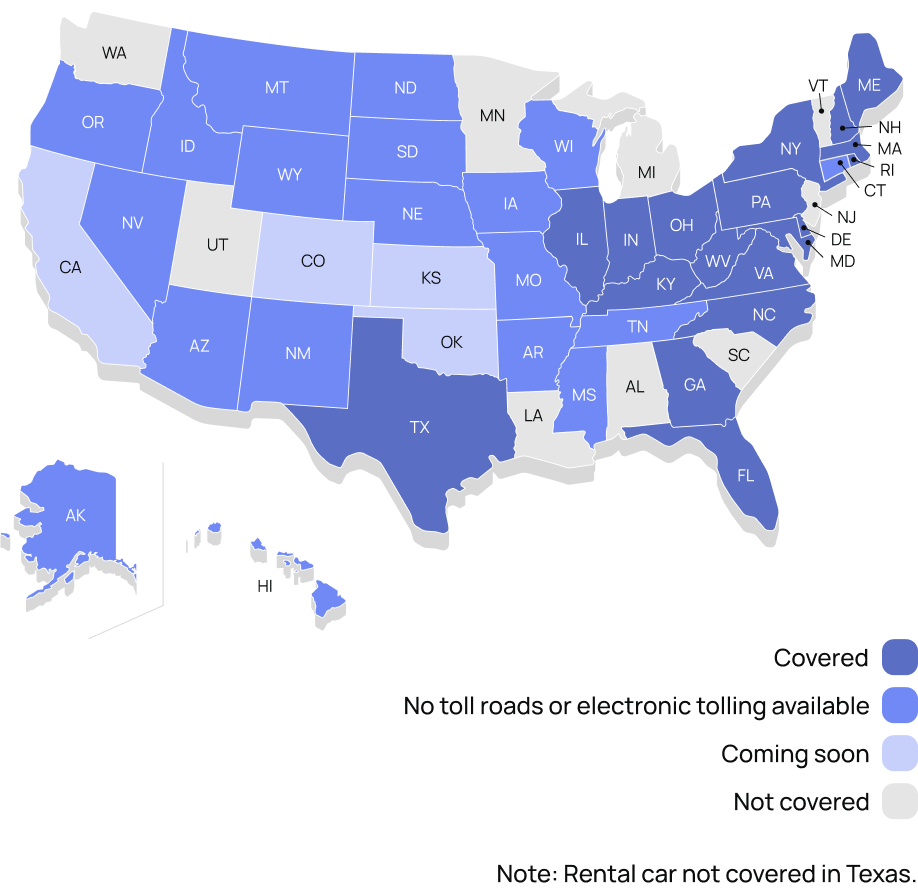 WA
MT
ND
MN
VT
ME
OR
ID
SD
WI
NY
NH
MA
RI
MI
CT
WY
NE
IA
PA
NJ
NV
UT
CO
KS
IL
IN
OH
DE
WV
MD
CA
MO
KY
VA
AZ
NM
OK
AR
TN
NC
SC
TX
LA
MS
AL
GA
FL
AK
HI
Covered
No toll roads or electronic tolling available
Coming soon
Not covered
Note: Rental car not covered in Texas.